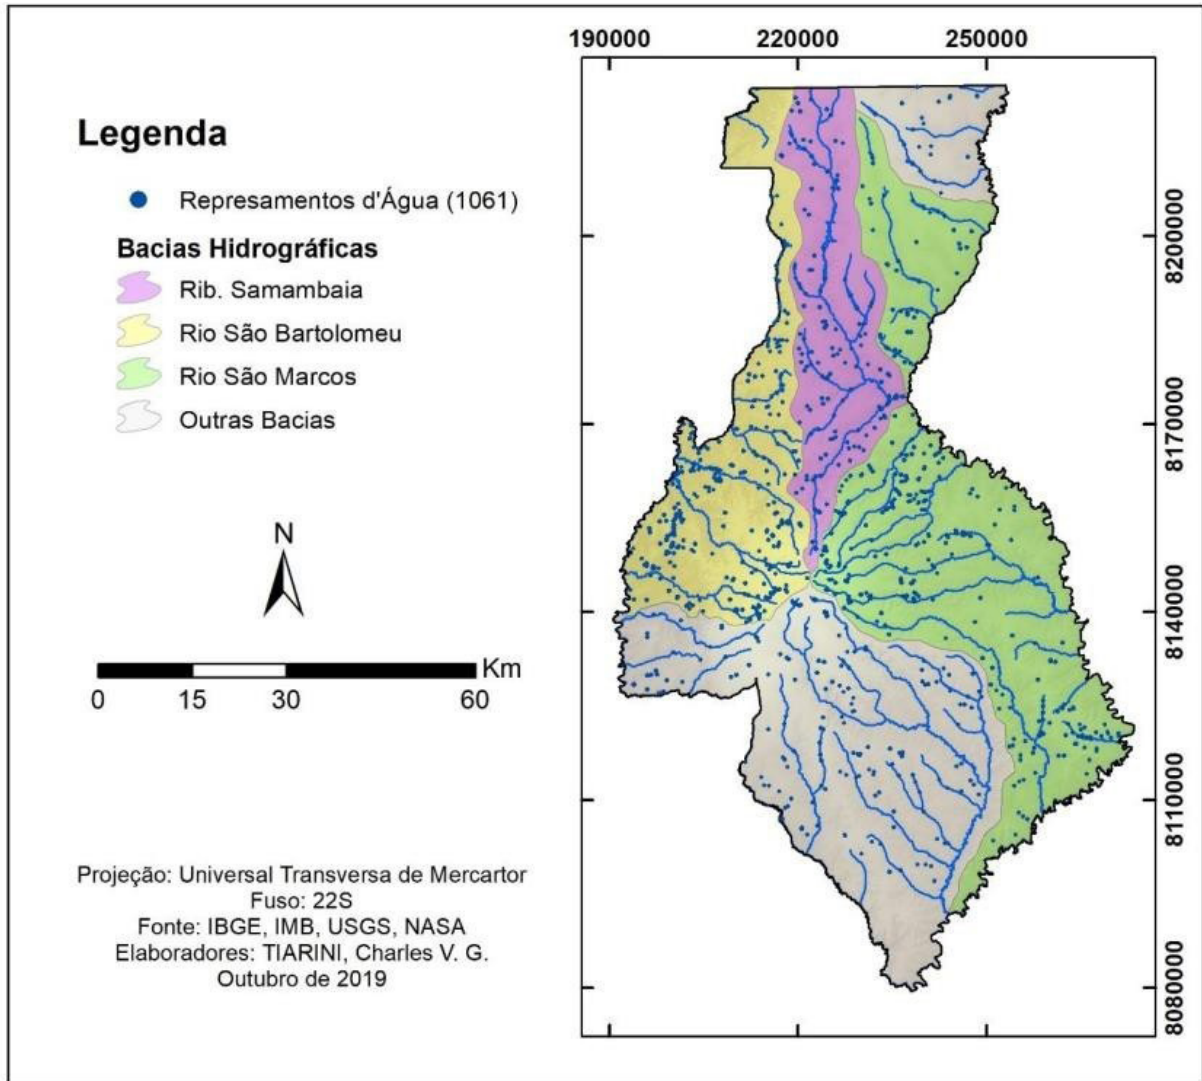 Legenda
Represamentos d'Água (1061)
Bacias Hidrográficas
Rib. Samambaia
Rio São Bartolomeu
Rio São Marcos
Outras Bacias
N
Km
0 15 30 60
Projeção: Universal Transversa de Mercartor
Fuso: 22S
Fonte: IBGE, IMB, USGS, NASA
Elaboradores: TIARINI, Charles V. G.
Outubro de 2019
190000 220000 250000
8200000
8170000
8140000
8110000
8080000